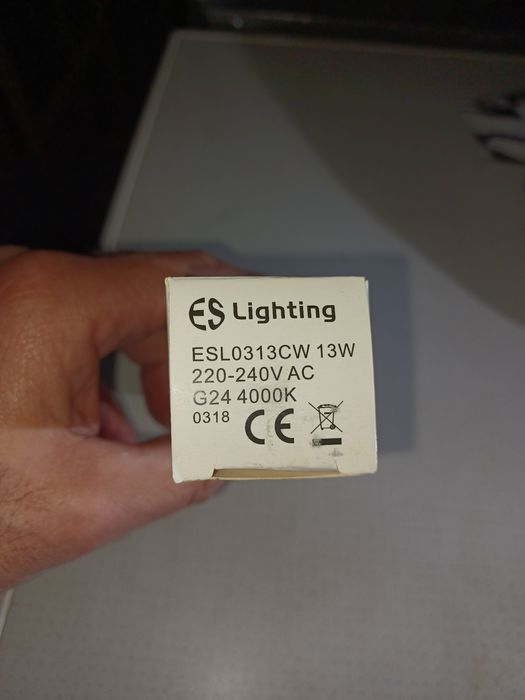 ES Lighting
ESL0313CW 13W
220-240V AC
G24 4000K
0318 CE